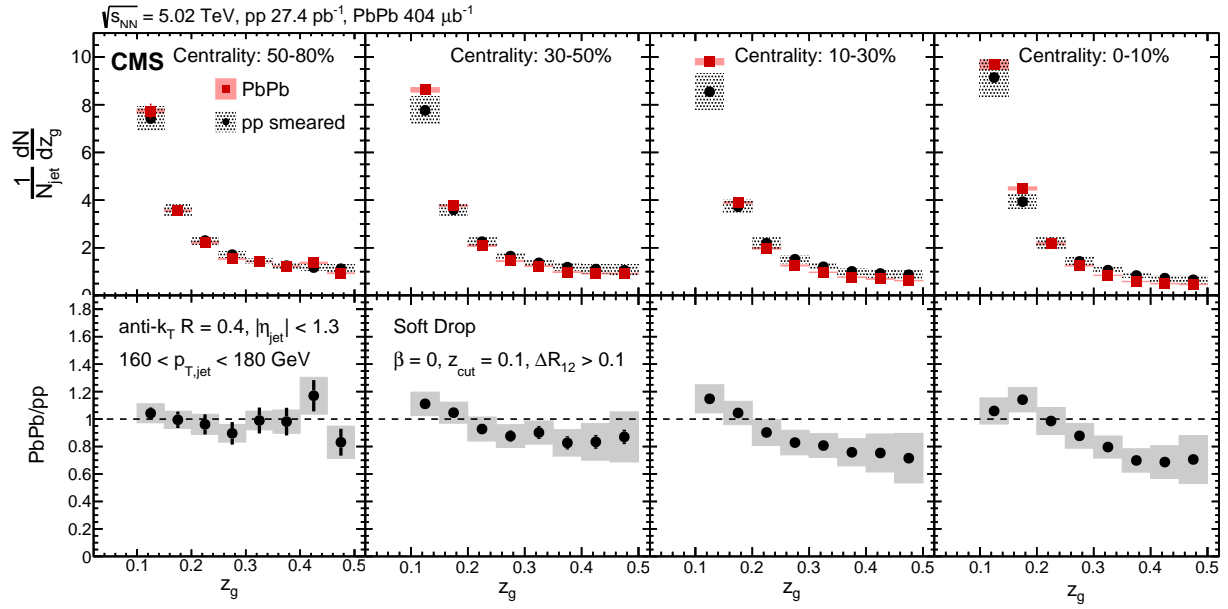 √s_NN = 5.02 TeV, pp 27.4 pb⁻¹, PbPb 404 μb⁻¹
CMS Centrality: 50-80%
Centrality: 30-50%
Centrality: 10-30%
Centrality: 0-10%
PbPb
pp smeared
1/N_jet dN/dz_g
10
8
6
4
2
0
anti-k_T R = 0.4, |η_jet| < 1.3
160 < p_T,jet < 180 GeV
Soft Drop
β = 0, z_cut = 0.1, ΔR_12 > 0.1
PbPb/pp
1.8
1.6
1.4
1.2
1
0.8
0.6
0.4
0.2
0
0.1 0.2 0.3 0.4 0.5
0.1 0.2 0.3 0.4 0.5
0.1 0.2 0.3 0.4 0.5
0.1 0.2 0.3 0.4 0.5
z_g
z_g
z_g
z_g